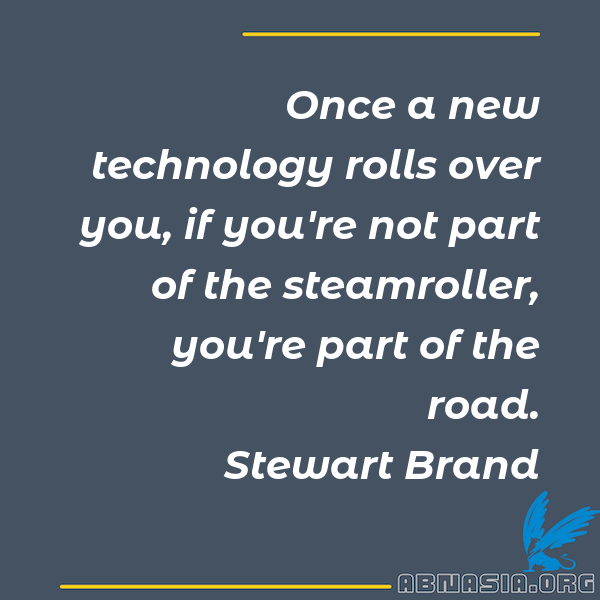 Once a new
technology rolls over
you, if you're not part
of the steamroller,
you're part of the
road.
Stewart Brand
ABNASIA.ORG